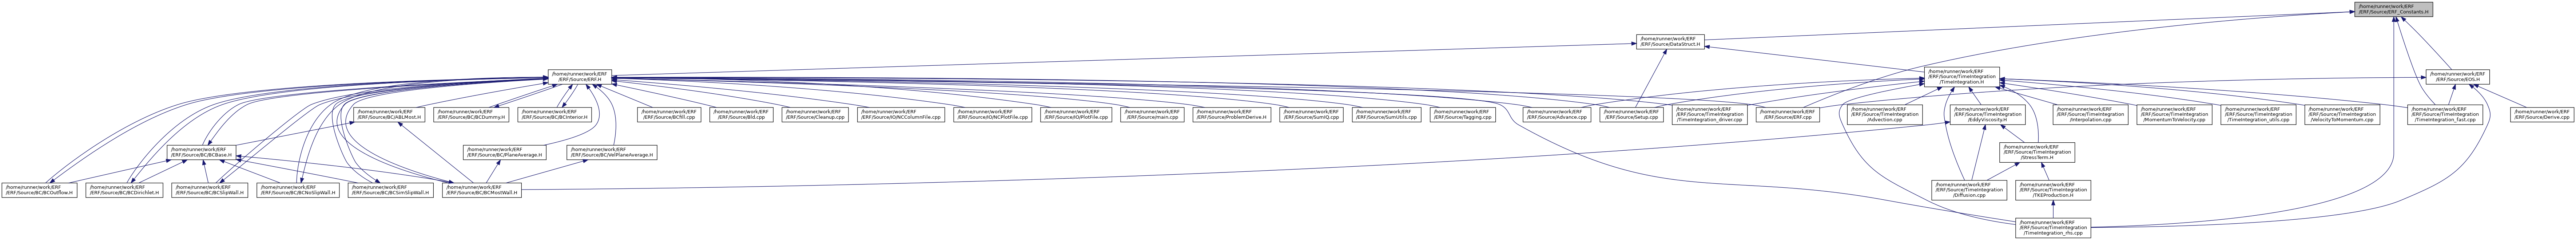 /home/runner/work/ERF
/ERF/Source/ERF_Constants.H
/home/runner/work/ERF
/ERF/Source/DataStruct.H
/home/runner/work/ERF
/ERF/Source/ERF.H
/home/runner/work/ERF
/ERF/Source/TimeIntegration
/TimeIntegration.H
/home/runner/work/ERF
/ERF/Source/EOS.H
/home/runner/work/ERF
/ERF/Source/BC/ABLMost.H
/home/runner/work/ERF
/ERF/Source/BC/BCDummy.H
/home/runner/work/ERF
/ERF/Source/BC/BCInterior.H
/home/runner/work/ERF
/ERF/Source/BCfill.cpp
/home/runner/work/ERF
/ERF/Source/Bld.cpp
/home/runner/work/ERF
/ERF/Source/Cleanup.cpp
/home/runner/work/ERF
/ERF/Source/IO/NCColumnFile.cpp
/home/runner/work/ERF
/ERF/Source/IO/NCPlotFile.cpp
/home/runner/work/ERF
/ERF/Source/IO/PlotFile.cpp
/home/runner/work/ERF
/ERF/Source/main.cpp
/home/runner/work/ERF
/ERF/Source/ProblemDerive.H
/home/runner/work/ERF
/ERF/Source/SumIQ.cpp
/home/runner/work/ERF
/ERF/Source/SumUtils.cpp
/home/runner/work/ERF
/ERF/Source/Tagging.cpp
/home/runner/work/ERF
/ERF/Source/Advance.cpp
/home/runner/work/ERF
/ERF/Source/Setup.cpp
/home/runner/work/ERF
/ERF/Source/TimeIntegration
/TimeIntegration_driver.cpp
/home/runner/work/ERF
/ERF/Source/ERF.cpp
/home/runner/work/ERF
/ERF/Source/TimeIntegration
/Advection.cpp
/home/runner/work/ERF
/ERF/Source/TimeIntegration
/EddyViscosity.H
/home/runner/work/ERF
/ERF/Source/TimeIntegration
/Interpolation.cpp
/home/runner/work/ERF
/ERF/Source/TimeIntegration
/MomentumToVelocity.cpp
/home/runner/work/ERF
/ERF/Source/TimeIntegration
/TimeIntegration_utils.cpp
/home/runner/work/ERF
/ERF/Source/TimeIntegration
/VelocityToMomentum.cpp
/home/runner/work/ERF
/ERF/Source/TimeIntegration
/TimeIntegration_fast.cpp
/home/runner/work/ERF
/ERF/Source/Derive.cpp
/home/runner/work/ERF
/ERF/Source/BC/BCBase.H
/home/runner/work/ERF
/ERF/Source/BC/PlaneAverage.H
/home/runner/work/ERF
/ERF/Source/BC/VelPlaneAverage.H
/home/runner/work/ERF
/ERF/Source/TimeIntegration
/StressTerm.H
/home/runner/work/ERF
/ERF/Source/BC/BCOutflow.H
/home/runner/work/ERF
/ERF/Source/BC/BCDirichlet.H
/home/runner/work/ERF
/ERF/Source/BC/BCSlipWall.H
/home/runner/work/ERF
/ERF/Source/BC/BCNoSlipWall.H
/home/runner/work/ERF
/ERF/Source/BC/BCSimSlipWall.H
/home/runner/work/ERF
/ERF/Source/BC/BCMostWall.H
/home/runner/work/ERF
/ERF/Source/TimeIntegration
/Diffusion.cpp
/home/runner/work/ERF
/ERF/Source/TimeIntegration
/TKEProduction.H
/home/runner/work/ERF
/ERF/Source/TimeIntegration
/TimeIntegration_rhs.cpp